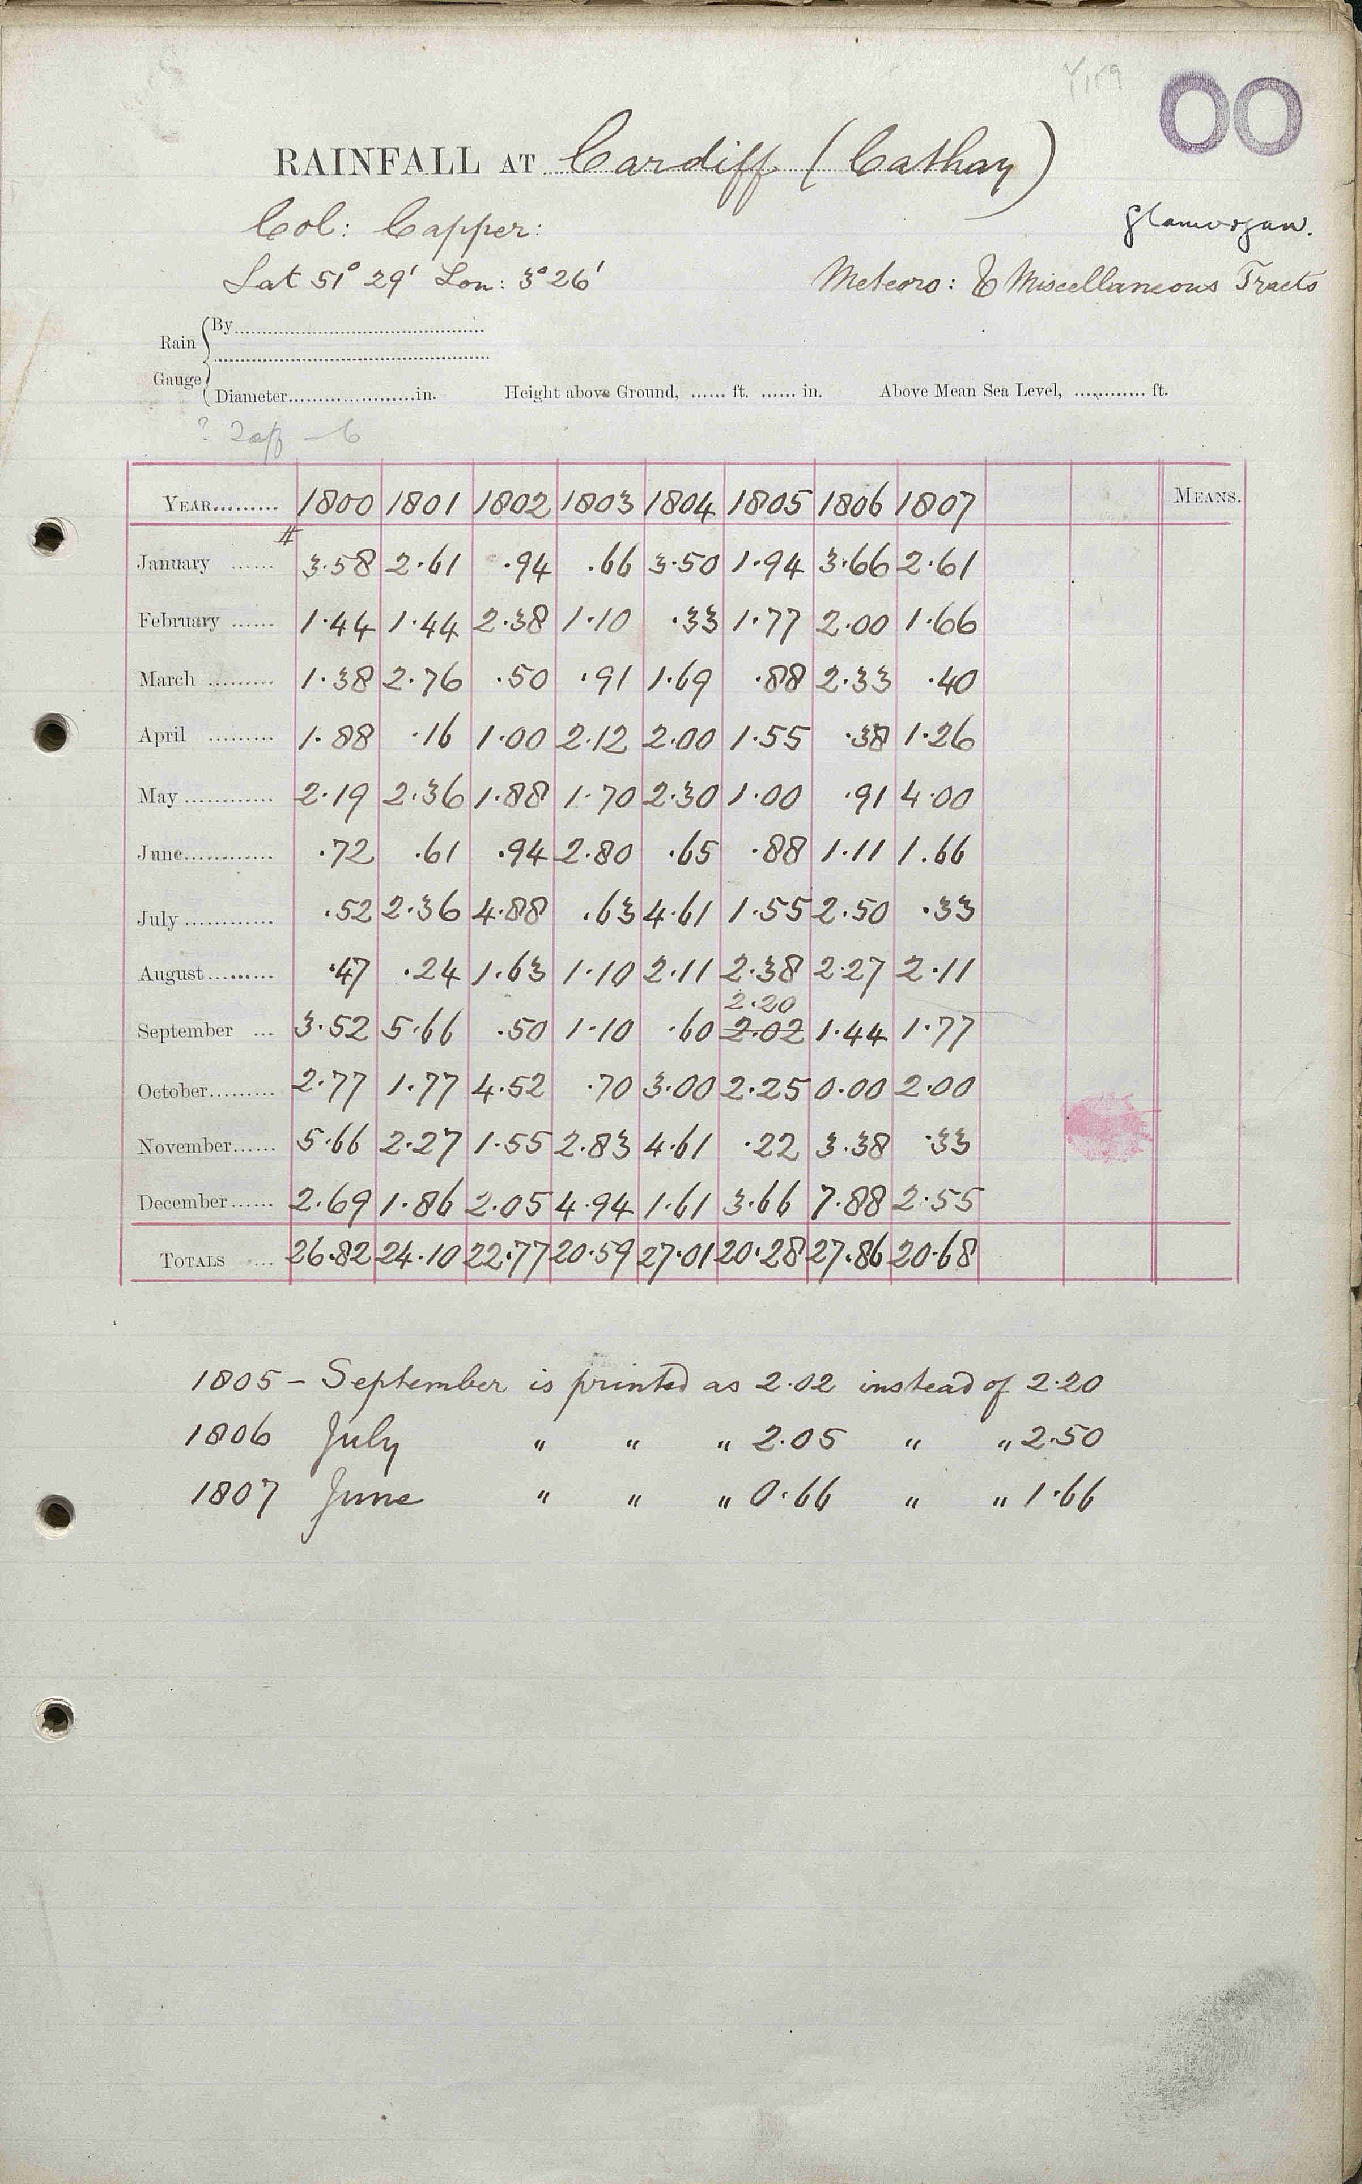 00
RAINFALL AT Cardiff (Cathay)
Col: Capper:
Glamorgan.
Lat 51° 29' Lon: 3° 26'
Meteoro: & Miscellaneous Tracts
Rain Gauge
By
Diameter in. Height above Ground, ft. in. Above Mean Sea Level, ft.
YEAR 1800 1801 1802 1803 1804 1805 1806 1807 MEANS.
January 3.58 2.61 .94 .66 3.50 1.94 3.66 2.61
February 1.44 1.44 2.38 1.10 .33 1.77 2.00 1.66
March 1.38 2.76 .50 .91 1.69 .88 2.33 .40
April 1.88 .16 1.00 2.12 2.00 1.55 .38 1.26
May 2.19 2.36 1.88 1.70 2.30 1.00 .91 4.00
June .72 .61 .94 2.80 .65 .88 1.11 1.66
July .52 2.36 4.88 .63 4.61 1.55 2.50 .33
August .47 .24 1.63 1.10 2.11 2.38 2.27 2.11
2.20
September 3.52 5.66 .50 1.10 .60 2.02 1.44 1.77
October 2.77 1.77 4.52 .70 3.00 2.25 0.00 2.00
November 5.66 2.27 1.55 2.83 4.61 .22 3.38 .33
December 2.69 1.86 2.05 4.94 1.61 3.66 7.88 2.55
TOTALS 26.82 24.10 22.77 20.59 27.01 20.28 27.86 20.68
1805 - September is printed as 2.02 instead of 2.20
1806 July " " " 2.05 " " 2.50
1807 June " " " 0.66 " " 1.66